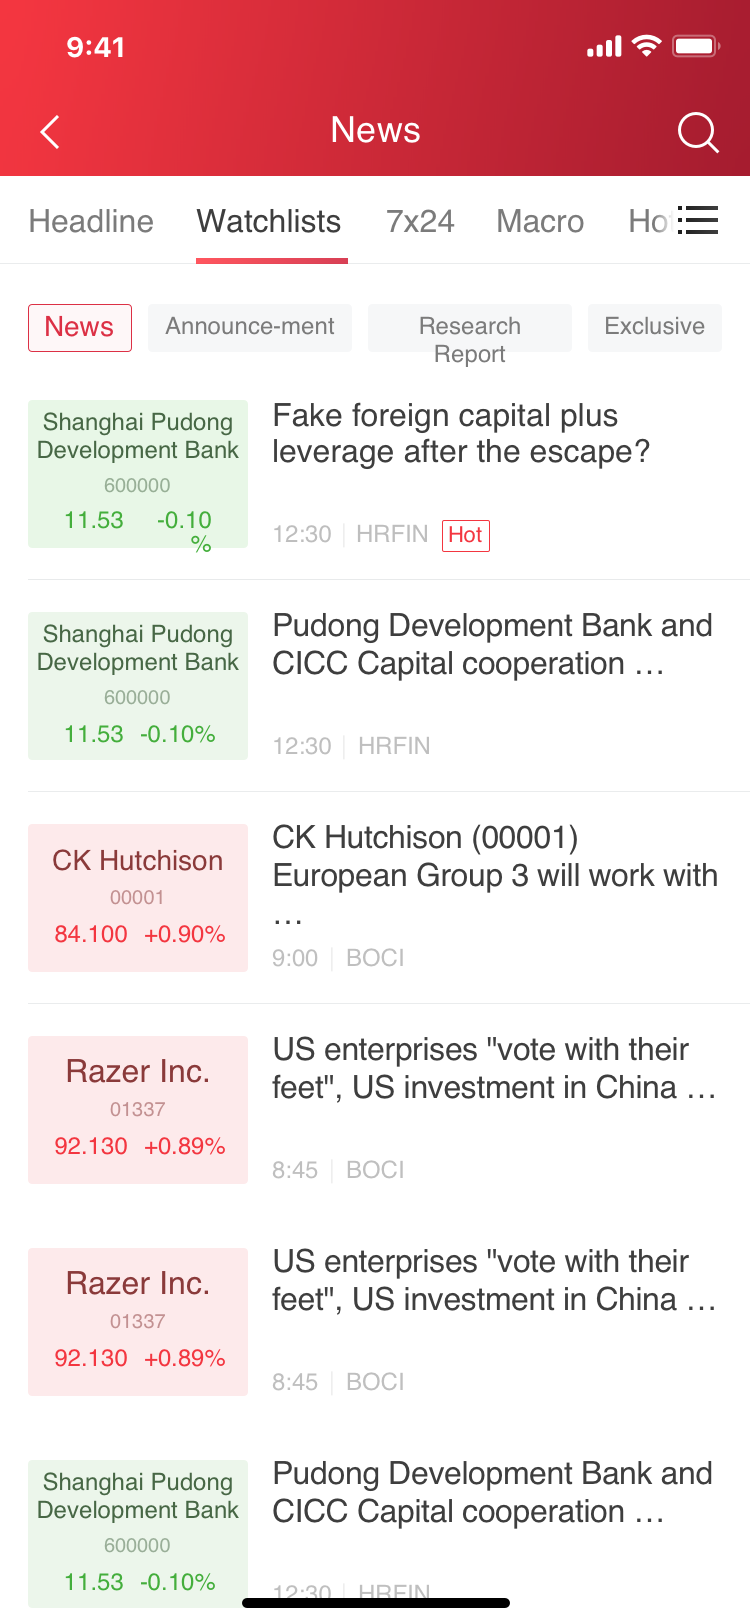 9:41
News
Headline Watchlists 7x24 Macro Hot
News Announce-ment Research Exclusive
Report
Shanghai Pudong
Development Bank
600000
11.53 -0.10
%
Fake foreign capital plus
leverage after the escape?
12:30 HRFIN Hot
Shanghai Pudong
Development Bank
600000
11.53 -0.10%
Pudong Development Bank and
CICC Capital cooperation …
12:30 HRFIN
CK Hutchison
00001
84.100 +0.90%
CK Hutchison (00001)
European Group 3 will work with
…
9:00 BOCI
Razer Inc.
01337
92.130 +0.89%
US enterprises "vote with their
feet", US investment in China …
8:45 BOCI
Razer Inc.
01337
92.130 +0.89%
US enterprises "vote with their
feet", US investment in China …
8:45 BOCI
Shanghai Pudong
Development Bank
600000
11.53 -0.10%
Pudong Development Bank and
CICC Capital cooperation …
12:30 HRFIN